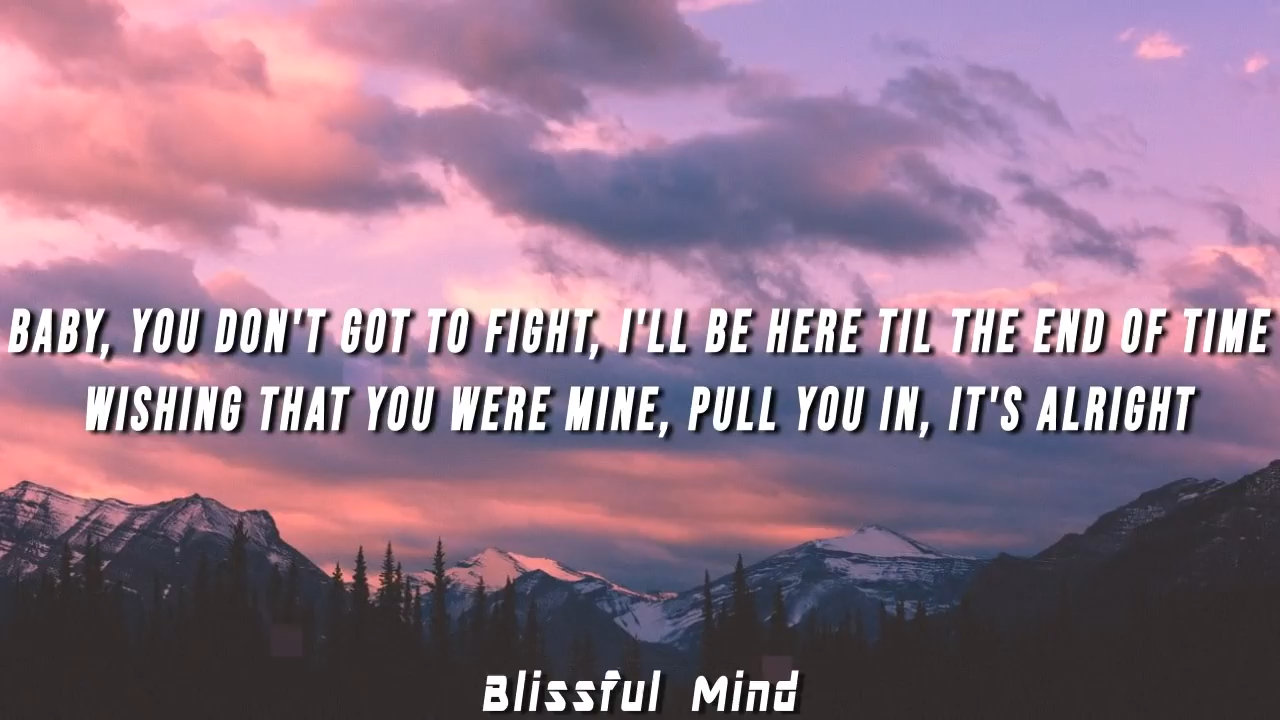 BABY, YOU DON'T GOT TO FIGHT, I'LL BE HERE TIL THE END OF TIME
WISHING THAT YOU WERE MINE, PULL YOU IN, IT'S ALRIGHT
Blissful Mind